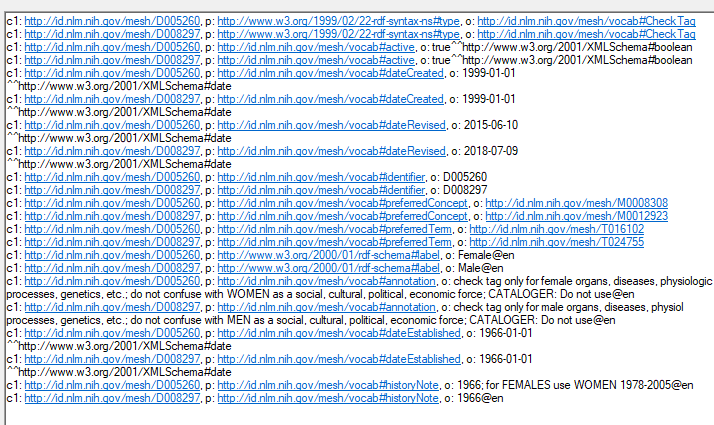 c1: http://id.nlm.nih.gov/mesh/D005260, p: http://www.w3.org/1999/02/22-rdf-syntax-ns#type, o: http://id.nlm.nih.gov/mesh/vocab#CheckTag
c1: http://id.nlm.nih.gov/mesh/D008297, p: http://www.w3.org/1999/02/22-rdf-syntax-ns#type, o: http://id.nlm.nih.gov/mesh/vocab#CheckTag
c1: http://id.nlm.nih.gov/mesh/D005260, p: http://id.nlm.nih.gov/mesh/vocab#active, o: true^^http://www.w3.org/2001/XMLSchema#boolean
c1: http://id.nlm.nih.gov/mesh/D008297, p: http://id.nlm.nih.gov/mesh/vocab#active, o: true^^http://www.w3.org/2001/XMLSchema#boolean
c1: http://id.nlm.nih.gov/mesh/D005260, p: http://id.nlm.nih.gov/mesh/vocab#dateCreated, o: 1999-01-01
^^http://www.w3.org/2001/XMLSchema#date
c1: http://id.nlm.nih.gov/mesh/D008297, p: http://id.nlm.nih.gov/mesh/vocab#dateCreated, o: 1999-01-01
^^http://www.w3.org/2001/XMLSchema#date
c1: http://id.nlm.nih.gov/mesh/D005260, p: http://id.nlm.nih.gov/mesh/vocab#dateRevised, o: 2015-06-10
^^http://www.w3.org/2001/XMLSchema#date
c1: http://id.nlm.nih.gov/mesh/D008297, p: http://id.nlm.nih.gov/mesh/vocab#dateRevised, o: 2018-07-09
^^http://www.w3.org/2001/XMLSchema#date
c1: http://id.nlm.nih.gov/mesh/D005260, p: http://id.nlm.nih.gov/mesh/vocab#identifier, o: D005260
c1: http://id.nlm.nih.gov/mesh/D008297, p: http://id.nlm.nih.gov/mesh/vocab#identifier, o: D008297
c1: http://id.nlm.nih.gov/mesh/D005260, p: http://id.nlm.nih.gov/mesh/vocab#preferredConcept, o: http://id.nlm.nih.gov/mesh/M0008308
c1: http://id.nlm.nih.gov/mesh/D008297, p: http://id.nlm.nih.gov/mesh/vocab#preferredConcept, o: http://id.nlm.nih.gov/mesh/M0012923
c1: http://id.nlm.nih.gov/mesh/D005260, p: http://id.nlm.nih.gov/mesh/vocab#preferredTerm, o: http://id.nlm.nih.gov/mesh/T016102
c1: http://id.nlm.nih.gov/mesh/D008297, p: http://id.nlm.nih.gov/mesh/vocab#preferredTerm, o: http://id.nlm.nih.gov/mesh/T024755
c1: http://id.nlm.nih.gov/mesh/D005260, p: http://www.w3.org/2000/01/rdf-schema#label, o: Female@en
c1: http://id.nlm.nih.gov/mesh/D008297, p: http://www.w3.org/2000/01/rdf-schema#label, o: Male@en
c1: http://id.nlm.nih.gov/mesh/D005260, p: http://id.nlm.nih.gov/mesh/vocab#annotation, o: check tag only for female organs, diseases, physiologic
processes, genetics, etc.; do not confuse with WOMEN as a social, cultural, political, economic force; CATALOGER: Do not use@en
c1: http://id.nlm.nih.gov/mesh/D008297, p: http://id.nlm.nih.gov/mesh/vocab#annotation, o: check tag only for male organs, diseases, physiol
processes, genetics, etc.; do not confuse with MEN as a social, cultural, political, economic force; CATALOGER: Do not use@en
c1: http://id.nlm.nih.gov/mesh/D005260, p: http://id.nlm.nih.gov/mesh/vocab#dateEstablished, o: 1966-01-01
^^http://www.w3.org/2001/XMLSchema#date
c1: http://id.nlm.nih.gov/mesh/D008297, p: http://id.nlm.nih.gov/mesh/vocab#dateEstablished, o: 1966-01-01
^^http://www.w3.org/2001/XMLSchema#date
c1: http://id.nlm.nih.gov/mesh/D005260, p: http://id.nlm.nih.gov/mesh/vocab#historyNote, o: 1966; for FEMALES use WOMEN 1978-2005@en
c1: http://id.nlm.nih.gov/mesh/D008297, p: http://id.nlm.nih.gov/mesh/vocab#historyNote, o: 1966@en